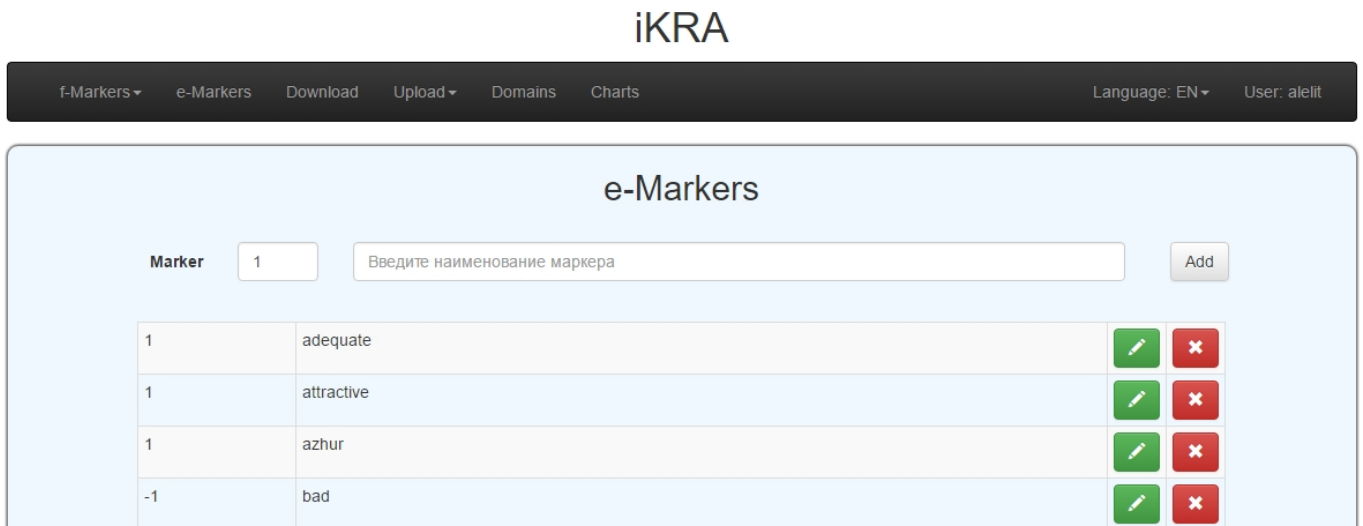 iKRA
f-Markers e-Markers Download Upload Domains Charts Language: EN User: alelit
e-Markers
Marker 1 Введите наименование маркера Add
1 adequate
1 attractive
1 azhur
-1 bad